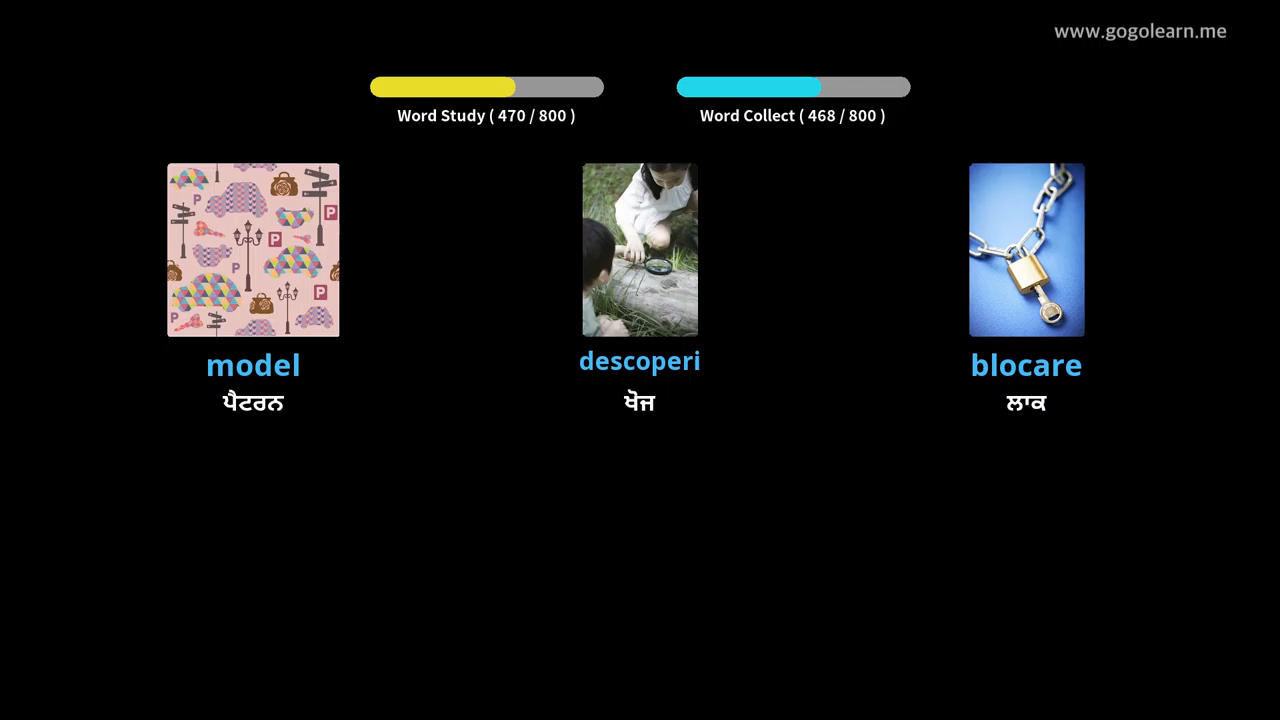 www.gogolearn.me
Word Study ( 470 / 800 )
Word Collect ( 468 / 800 )
P
P
P
P
P
P
model
descoperi
blocare
ਪੈਟਰਨ
ਖੋਜ
ਲਾਕ